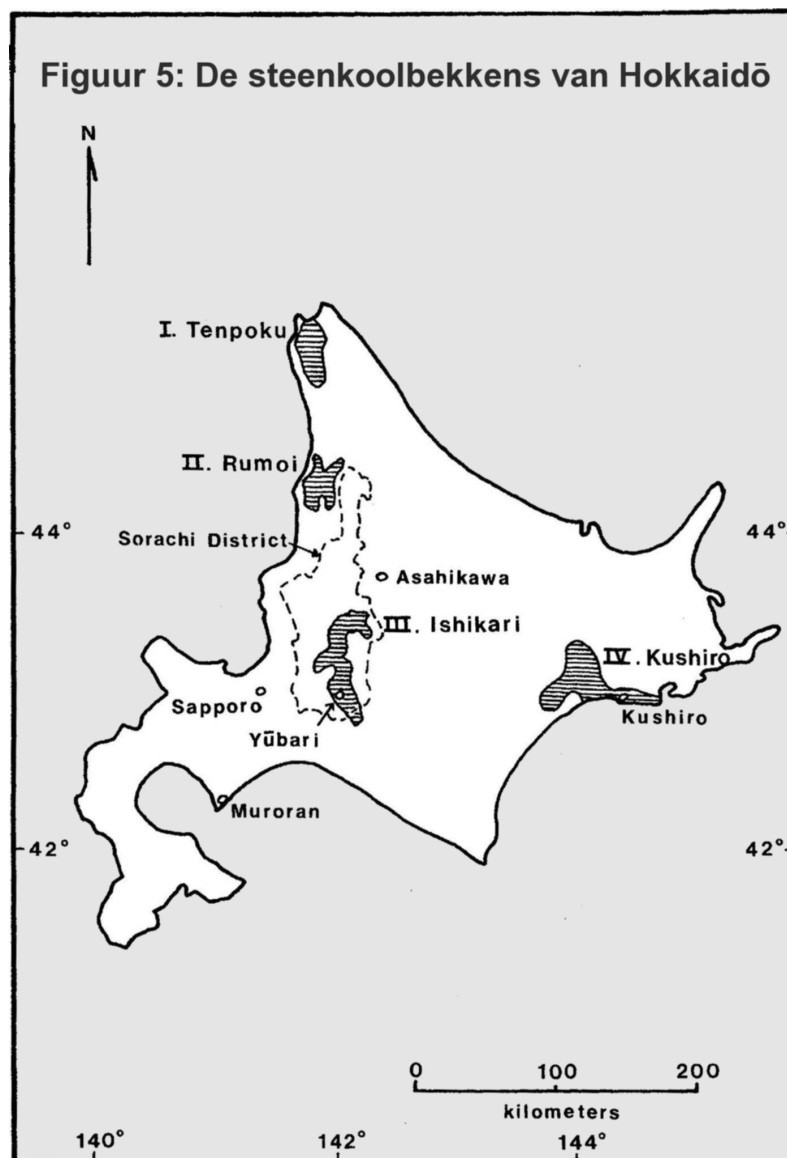 Figuur 5: De steenkoolbekkens van Hokkaidō
N
I. Tenpoku
II. Rumoi
44° 44°
Sorachi District
Asahikawa
III. Ishikari
IV. Kushiro
Sapporo
Kushiro
Yūbari
Muroran
42° 42°
0 100 200
kilometers
140° 142° 144°